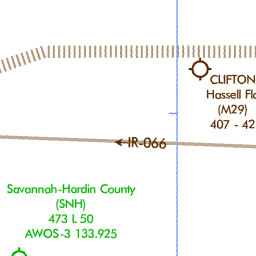 CLIFTON
Hassell Fl
(M29)
407 - 42
←IR-066
Savannah-Hardin County
(SNH)
473 L 50
AWOS-3 133.925